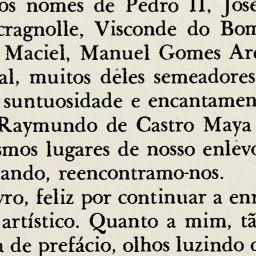 os nomes de Pedro II, José
cragnolle, Visconde do Bom
Maciel, Manuel Gomes Arc
al, muitos dêles semeadores
suntuosidade e encantamen
Raymundo de Castro Maya
smos lugares de nosso enlêvo
ando, reencontramo-nos.
vro, feliz por continuar a enr
artístico. Quanto a mim, tã
a de prefácio, olhos luzindo d